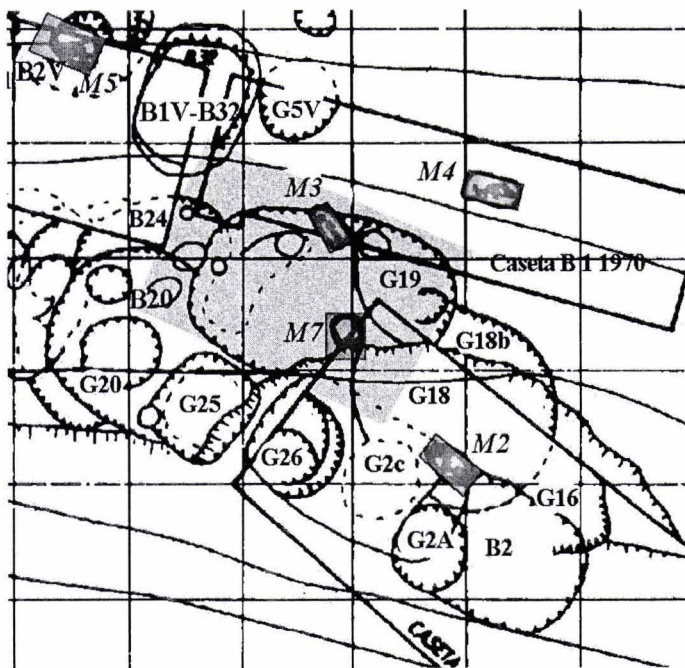 B2V
M5
B1V-B32
G5V
M4
M3
B24
Caseta B 1 1970
G19
B20
M7
G18b
G18
G20
G25
M2
G26
G2c
G16
G2A
B2
CASETA